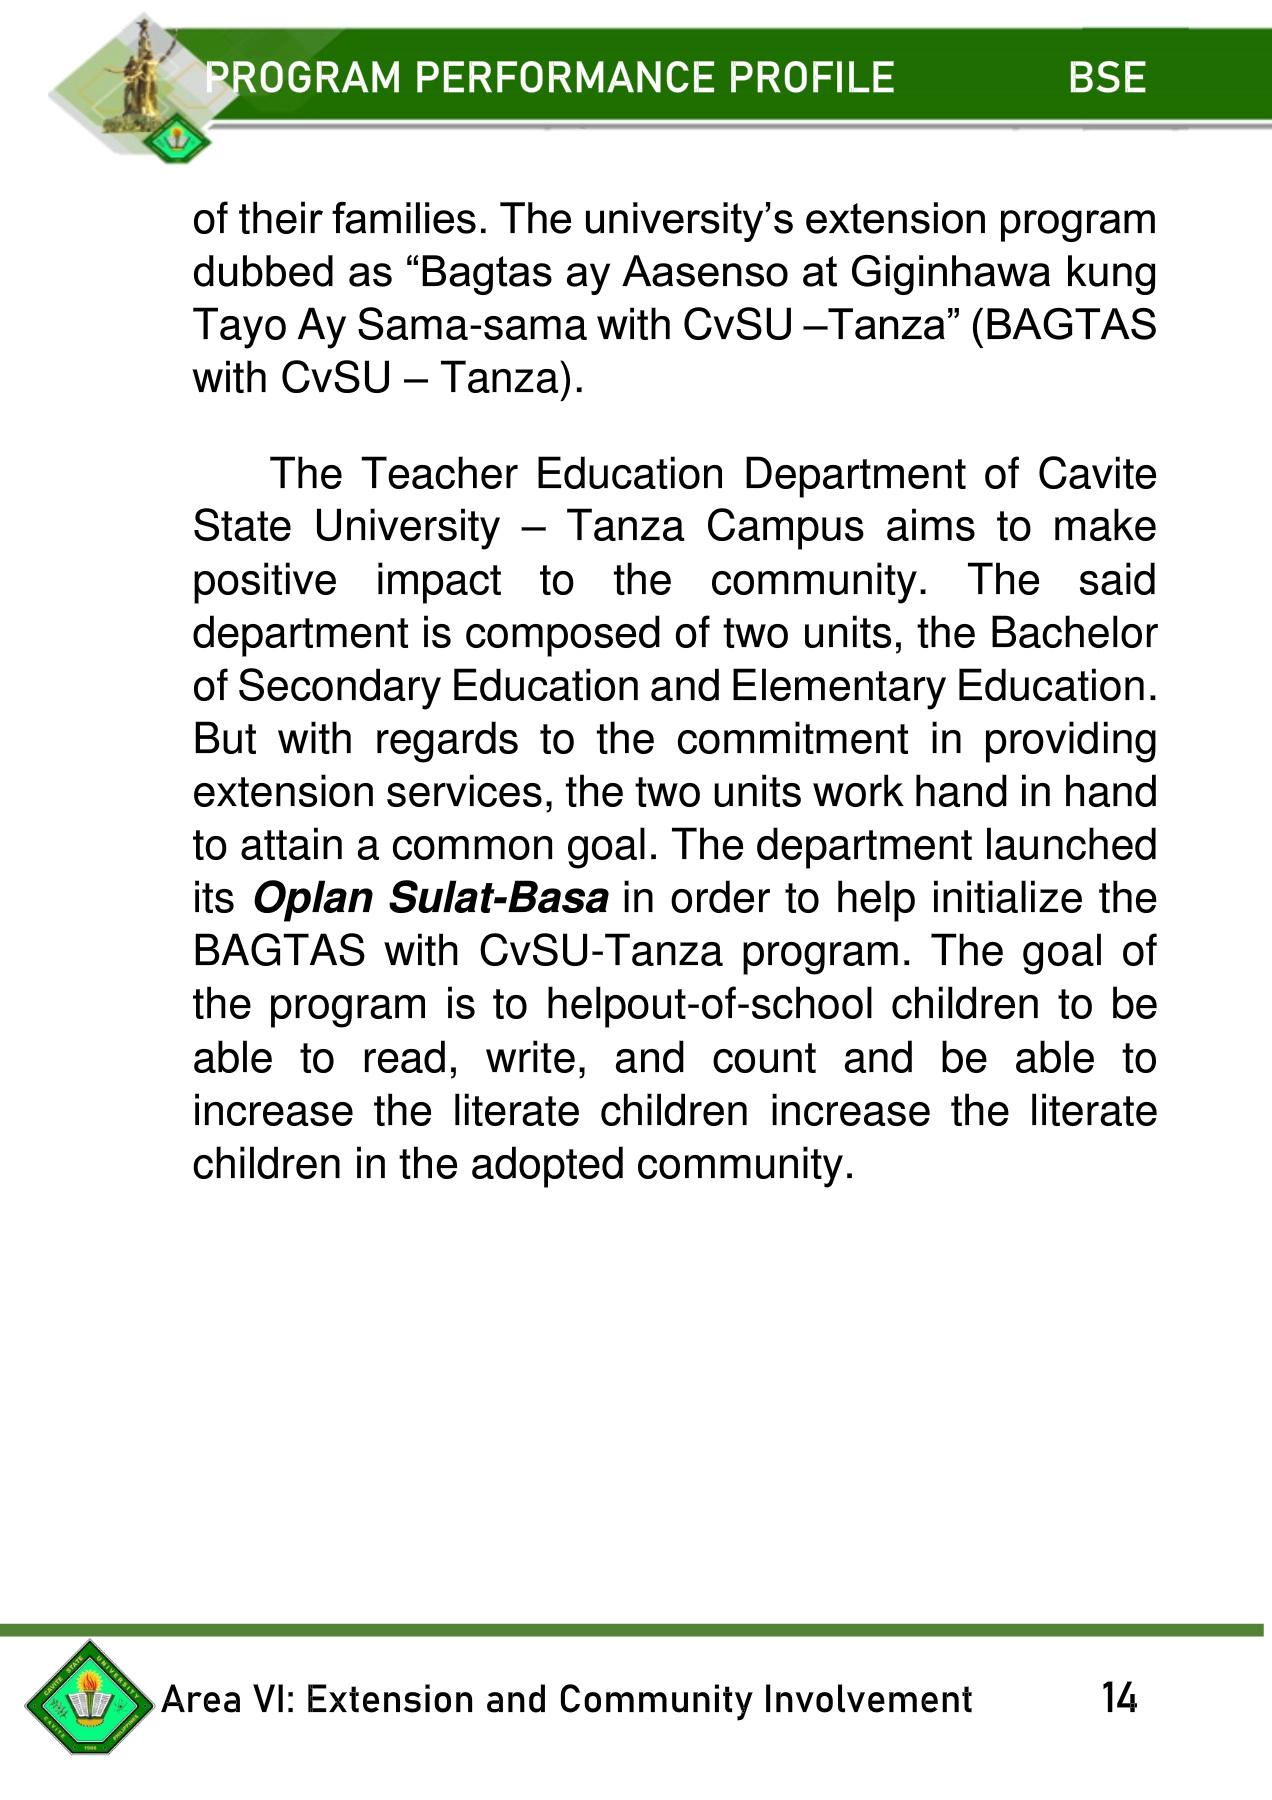 PROGRAM PERFORMANCE PROFILE BSE
of their families. The university’s extension program
dubbed as “Bagtas ay Aasenso at Giginhawa kung
Tayo Ay Sama-sama with CvSU –Tanza” (BAGTAS
with CvSU – Tanza).
The Teacher Education Department of Cavite
State University – Tanza Campus aims to make
positive impact to the community. The said
department is composed of two units, the Bachelor
of Secondary Education and Elementary Education.
But with regards to the commitment in providing
extension services, the two units work hand in hand
to attain a common goal. The department launched
its Oplan Sulat-Basa in order to help initialize the
BAGTAS with CvSU-Tanza program. The goal of
the program is to helpout-of-school children to be
able to read, write, and count and be able to
increase the literate children increase the literate
children in the adopted community.
CAVITE STATE UNIVERSITY
CAVITE 1906 PHILIPPINES
Area VI: Extension and Community Involvement 14